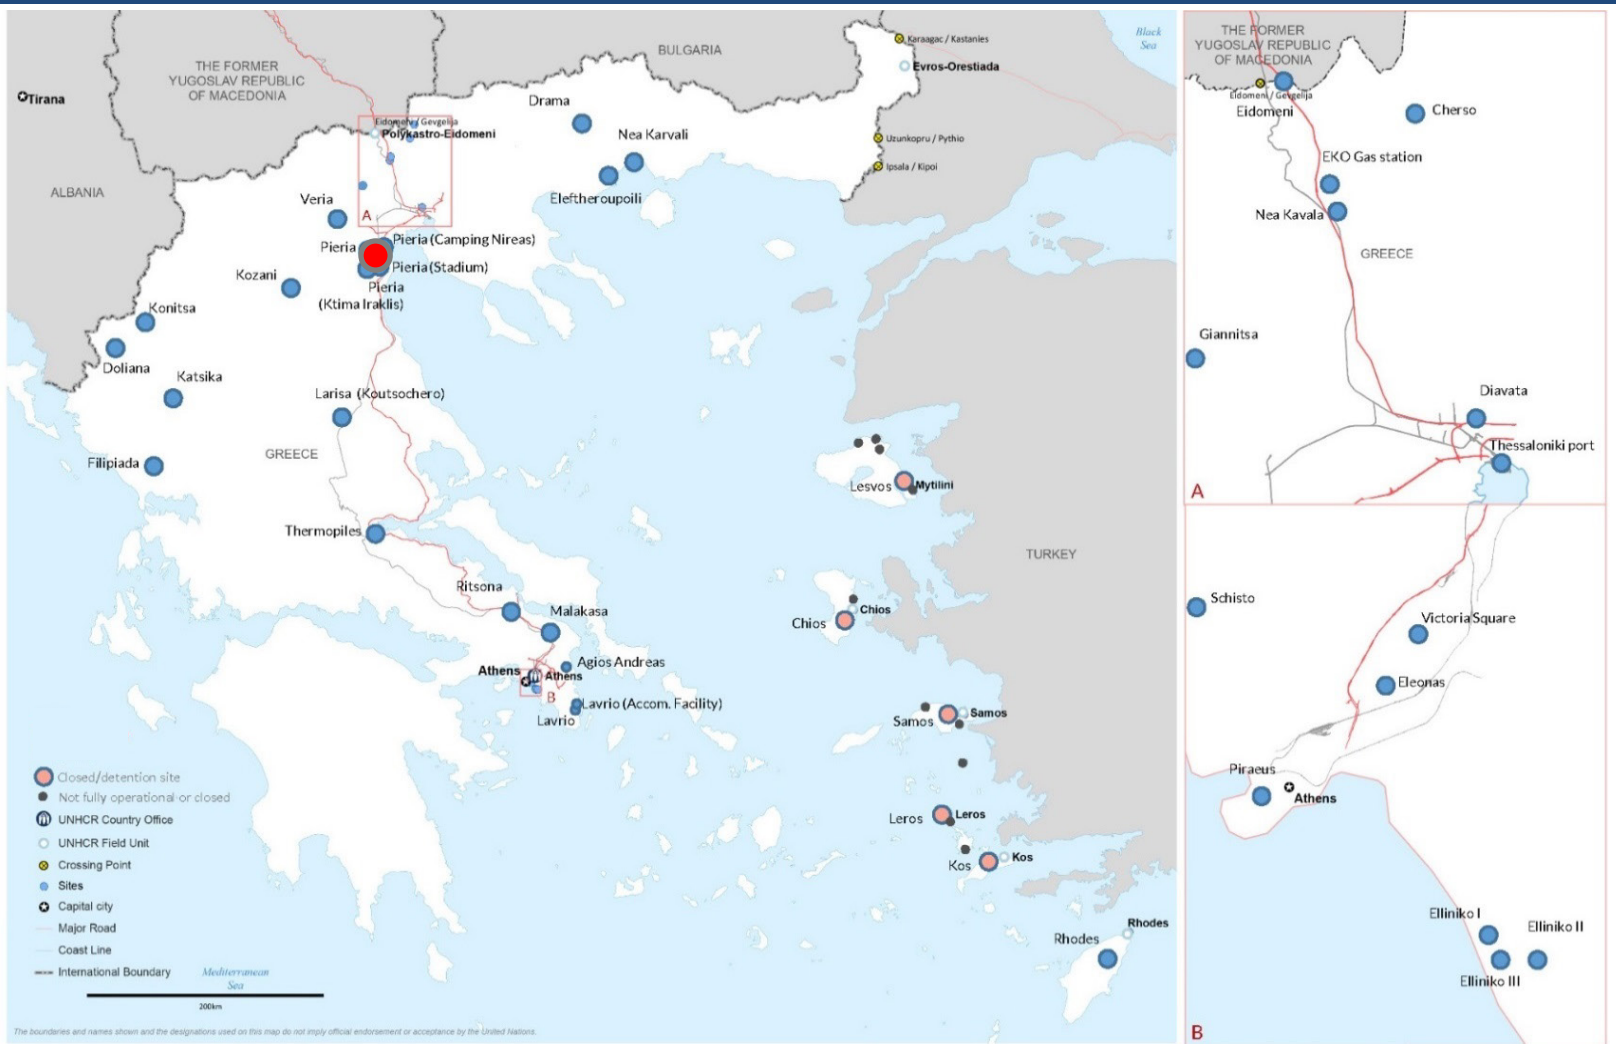 Tirana
THE FORMER
YUGOSLAV REPUBLIC
OF MACEDONIA
BULGARIA
Black
Sea
Karaagac / Kastanies
Evros-Orestiada
Drama
Nea Karvali
Eidomeni / Gevgelija
Polykastro-Eidomeni
Uzunkopru / Pythio
Ipsala / Kipoi
ALBANIA
Veria
A
Eleftheroupoili
Pieria
Pieria (Camping Nireas)
Pieria (Stadium)
Kozani
Pieria
(Ktima Iraklis)
Konitsa
Doliana
Katsika
Larisa (Koutsochero)
GREECE
Filipiada
Lesvos
Mytilini
Thermopiles
TURKEY
Ritsona
Malakasa
Chios
Chios
Agios Andreas
Athens
Athens
B
Lavrio (Accom. Facility)
Lavrio
Samos
Samos
Leros
Leros
Kos
Kos
Rhodes
Rhodes
Closed/detention site
Not fully operational or closed
UNHCR Country Office
UNHCR Field Unit
Crossing Point
Sites
Capital city
Major Road
Coast Line
International Boundary
Mediterranean
Sea
200km
The boundaries and names shown and the designations used on this map do not imply official endorsement or acceptance by the United Nations.
THE FORMER
YUGOSLAV REPUBLIC
OF MACEDONIA
Eidomeni / Gevgelija
Eidomeni
Cherso
EKO Gas station
Nea Kavala
GREECE
Giannitsa
Diavata
Thessaloniki port
A
Schisto
Victoria Square
Eleonas
Piraeus
Athens
Elliniko I
Elliniko II
Elliniko III
B